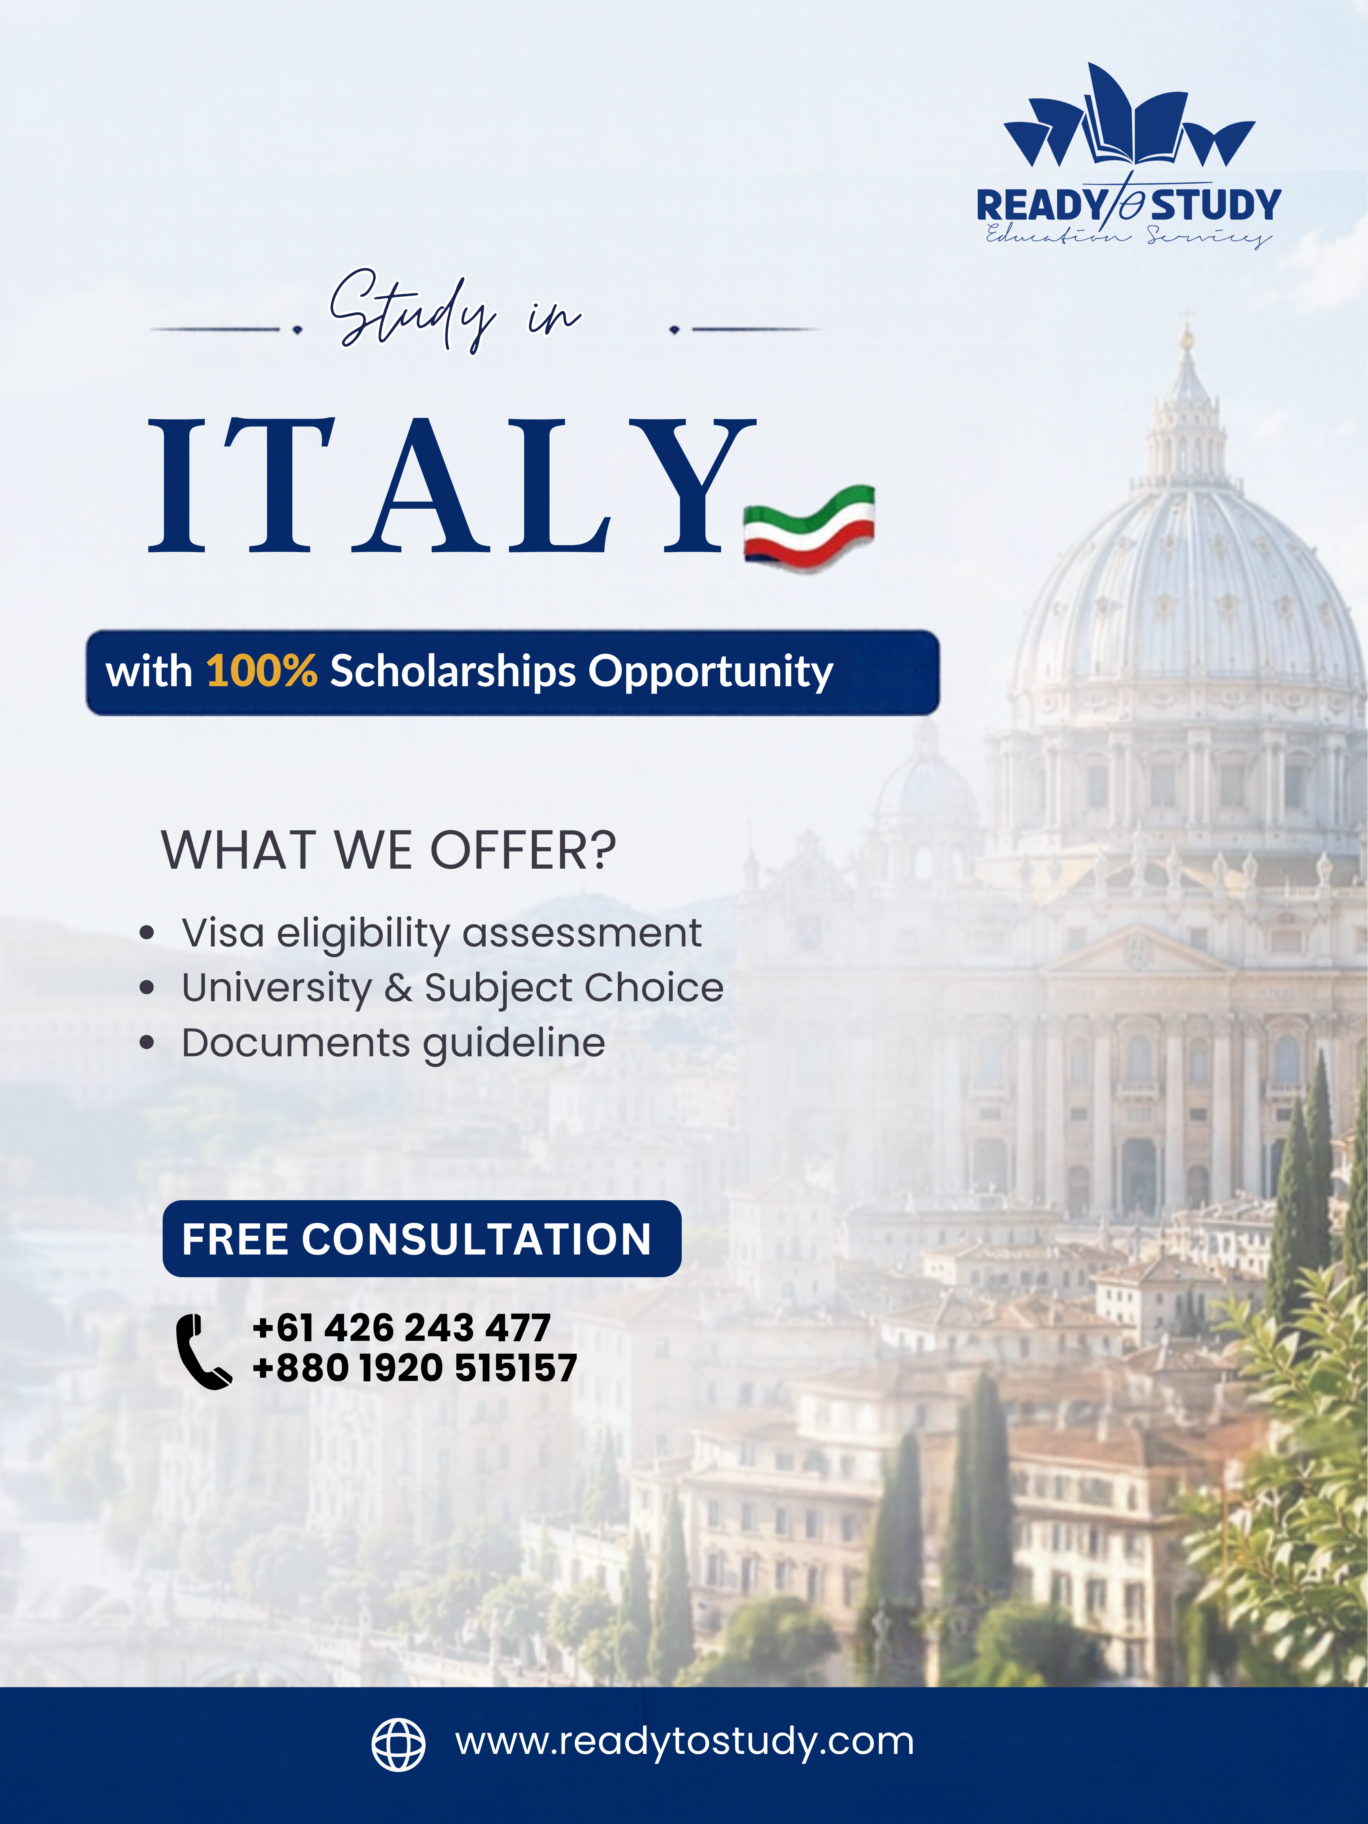 READY to STUDY
Education Services
Study in
ITALY
with 100% Scholarships Opportunity
WHAT WE OFFER?
• Visa eligibility assessment
• University & Subject Choice
• Documents guideline
FREE CONSULTATION
+61 426 243 477
+880 1920 515157
www.readytostudy.com